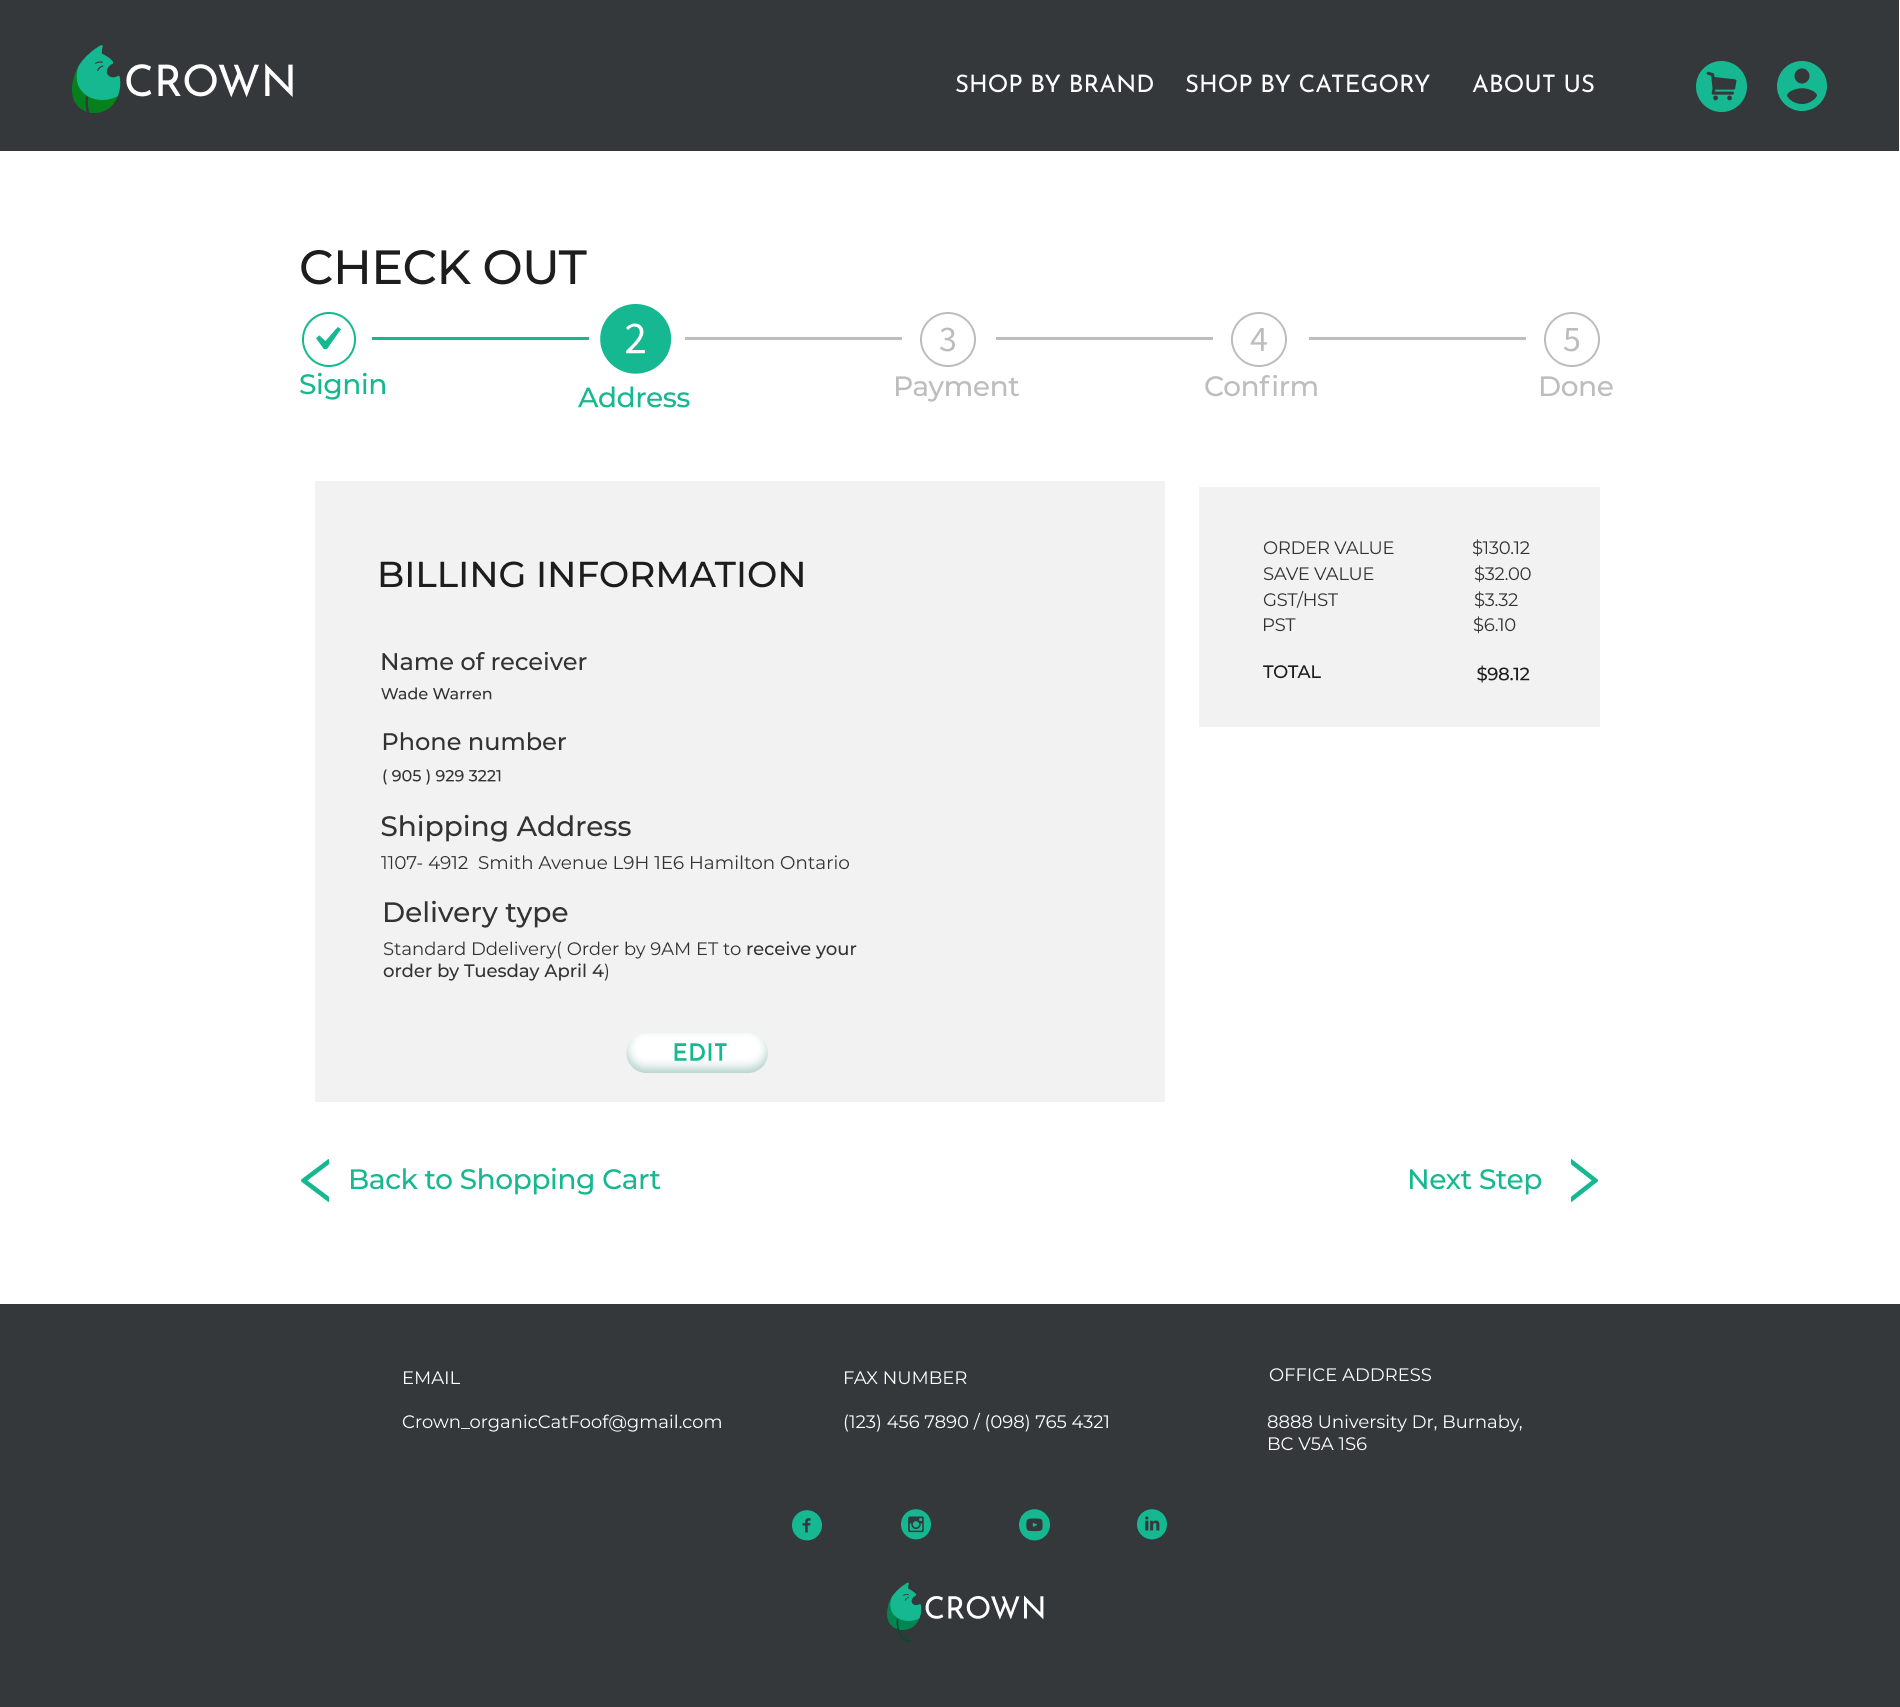 CROWN
SHOP BY BRAND SHOP BY CATEGORY ABOUT US
CHECK OUT
2 3 4 5
Signin Address Payment Confirm Done
BILLING INFORMATION
Name of receiver
Wade Warren
Phone number
( 905 ) 929 3221
Shipping Address
1107- 4912 Smith Avenue L9H 1E6 Hamilton Ontario
Delivery type
Standard Ddelivery( Order by 9AM ET to receive your
order by Tuesday April 4)
EDIT
ORDER VALUE $130.12
SAVE VALUE $32.00
GST/HST $3.32
PST $6.10
TOTAL $98.12
Back to Shopping Cart Next Step
EMAIL
Crown_organicCatFoof@gmail.com
FAX NUMBER
(123) 456 7890 / (098) 765 4321
OFFICE ADDRESS
8888 University Dr, Burnaby,
BC V5A 1S6
f in
CROWN